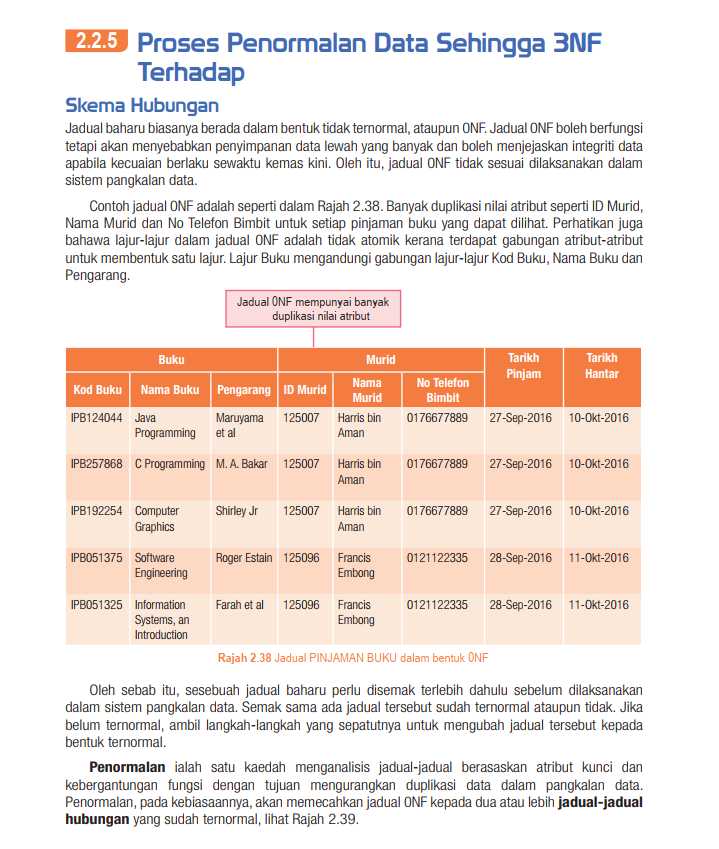 2.2.5 Proses Penormalan Data Sehingga 3NF
Terhadap
Skema Hubungan
Jadual baharu biasanya berada dalam bentuk tidak ternormal, ataupun 0NF. Jadual 0NF boleh berfungsi
tetapi akan menyebabkan penyimpanan data lewah yang banyak dan boleh menjejaskan integriti data
apabila kecuaian berlaku sewaktu kemas kini. Oleh itu, jadual 0NF tidak sesuai dilaksanakan dalam
sistem pangkalan data.
Contoh jadual 0NF adalah seperti dalam Rajah 2.38. Banyak duplikasi nilai atribut seperti ID Murid,
Nama Murid dan No Telefon Bimbit untuk setiap pinjaman buku yang dapat dilihat. Perhatikan juga
bahawa lajur-lajur dalam jadual 0NF adalah tidak atomik kerana terdapat gabungan atribut-atribut
untuk membentuk satu lajur. Lajur Buku mengandungi gabungan lajur-lajur Kod Buku, Nama Buku dan
Pengarang.
Jadual 0NF mempunyai banyak
duplikasi nilai atribut
Buku Murid Tarikh Pinjam Tarikh Hantar
Kod Buku Nama Buku Pengarang ID Murid Nama Murid No Telefon Bimbit
IPB124044 Java Maruyama 125007 Harris bin 0176677889 27-Sep-2016 10-Okt-2016
Programming et al Aman
IPB257868 C Programming M. A. Bakar 125007 Harris bin 0176677889 27-Sep-2016 10-Okt-2016
Aman
IPB192254 Computer Shirley Jr 125007 Harris bin 0176677889 27-Sep-2016 10-Okt-2016
Graphics Aman
IPB051375 Software Roger Estain 125096 Francis 0121122335 28-Sep-2016 11-Okt-2016
Engineering Embong
IPB051325 Information Farah et al 125096 Francis 0121122335 28-Sep-2016 11-Okt-2016
Systems, an Embong
Introduction
Rajah 2.38 Jadual PINJAMAN BUKU dalam bentuk 0NF
Oleh sebab itu, sesebuah jadual baharu perlu disemak terlebih dahulu sebelum dilaksanakan
dalam sistem pangkalan data. Semak sama ada jadual tersebut sudah ternormal ataupun tidak. Jika
belum ternormal, ambil langkah-langkah yang sepatutnya untuk mengubah jadual tersebut kepada
bentuk ternormal.
Penormalan ialah satu kaedah menganalisis jadual-jadual berasaskan atribut kunci dan
kebergantungan fungsi dengan tujuan mengurangkan duplikasi data dalam pangkalan data.
Penormalan, pada kebiasaannya, akan memecahkan jadual 0NF kepada dua atau lebih jadual-jadual
hubungan yang sudah ternormal, lihat Rajah 2.39.